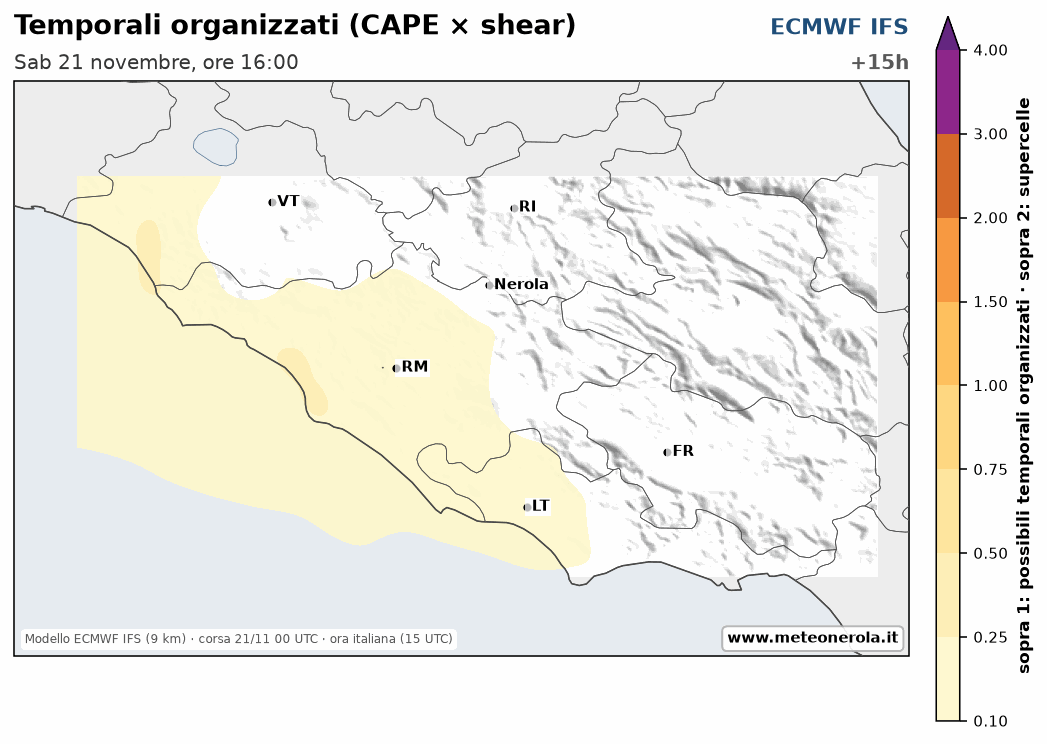 Temporali organizzati (CAPE × shear)
ECMWF IFS
Sab 21 novembre, ore 16:00
+15h
VT
RI
Nerola
RM
FR
LT
Modello ECMWF IFS (9 km) · corsa 21/11 00 UTC · ora italiana (15 UTC)
www.meteonerola.it
4.00
3.00
2.00
1.50
1.00
0.75
0.50
0.25
0.10
sopra 1: possibili temporali organizzati · sopra 2: supercelle